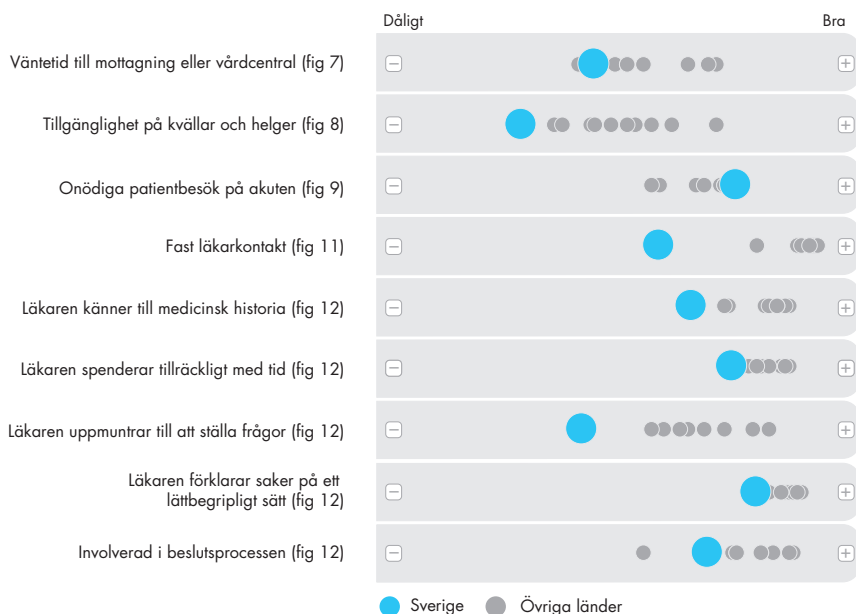 Dåligt Bra
Väntetid till mottagning eller vårdcentral (fig 7)
Tillgänglighet på kvällar och helger (fig 8)
Onödiga patientbesök på akuten (fig 9)
Fast läkarkontakt (fig 11)
Läkaren känner till medicinsk historia (fig 12)
Läkaren spenderar tillräckligt med tid (fig 12)
Läkaren uppmuntrar till att ställa frågor (fig 12)
Läkaren förklarar saker på ett
lättbegripligt sätt (fig 12)
Involverad i beslutsprocessen (fig 12)
Sverige Övriga länder